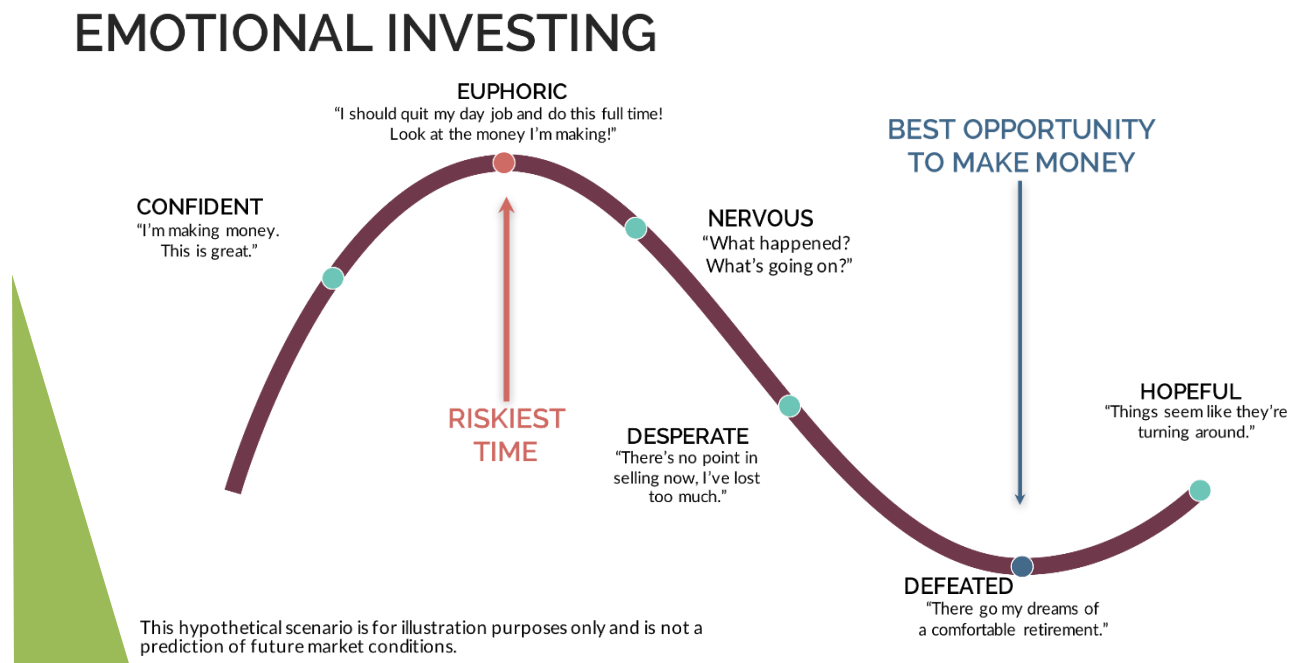 EMOTIONAL INVESTING
EUPHORIC
“I should quit my day job and do this full time!
Look at the money I’m making!”
BEST OPPORTUNITY
TO MAKE MONEY
CONFIDENT
“I’m making money.
This is great.”
NERVOUS
“What happened?
What’s going on?”
RISKIEST
TIME
DESPERATE
“There’s no point in
selling now, I’ve lost
too much.”
HOPEFUL
“Things seem like they’re
turning around.”
DEFEATED
“There go my dreams of
a comfortable retirement.”
This hypothetical scenario is for illustration purposes only and is not a
prediction of future market conditions.